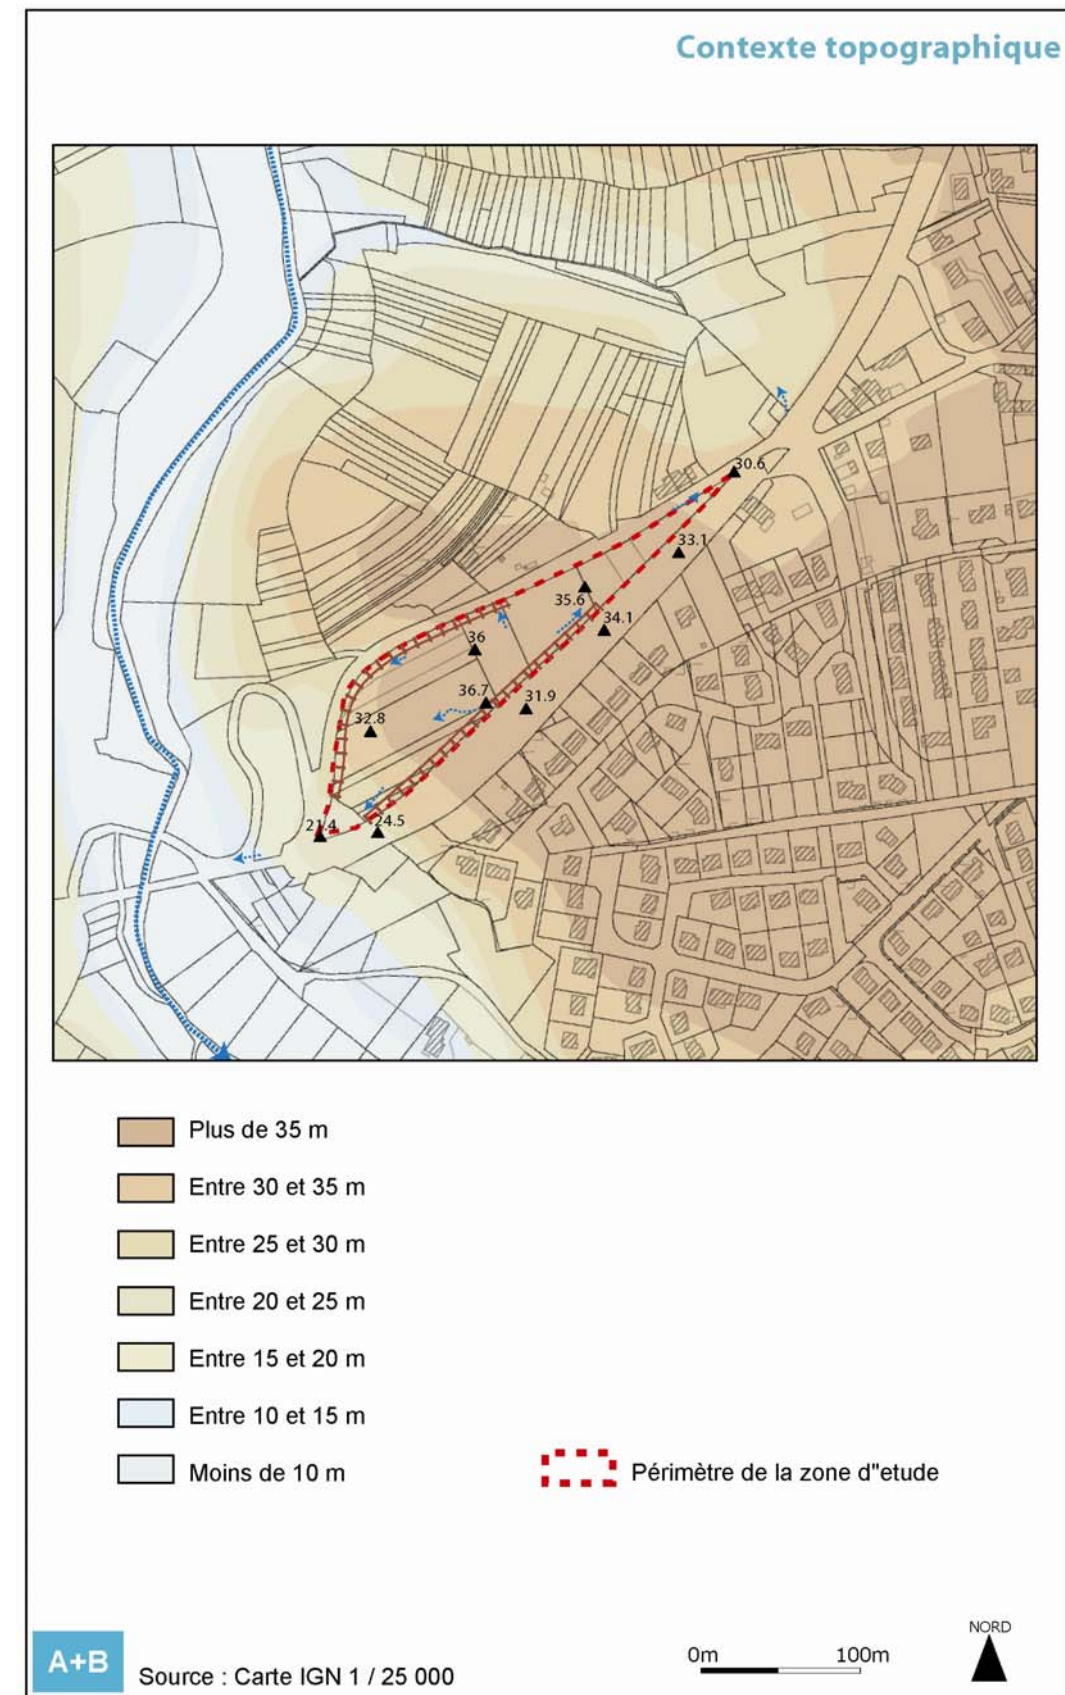 Contexte topographique
30.6
33.1
35.6
34.1
36
36.7
31.9
32.8
21.4
24.5
Plus de 35 m
Entre 30 et 35 m
Entre 25 et 30 m
Entre 20 et 25 m
Entre 15 et 20 m
Entre 10 et 15 m
Moins de 10 m
Périmètre de la zone d"etude
NORD
A+B
Source : Carte IGN 1 / 25 000
0m 100m